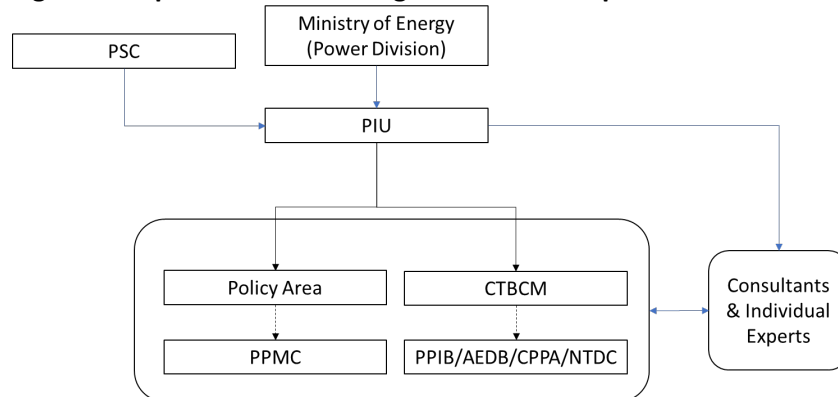 PSC
Ministry of Energy
(Power Division)
PIU
Policy Area
CTBCM
PPMC
PPIB/AEDB/CPPA/NTDC
Consultants
& Individual
Experts